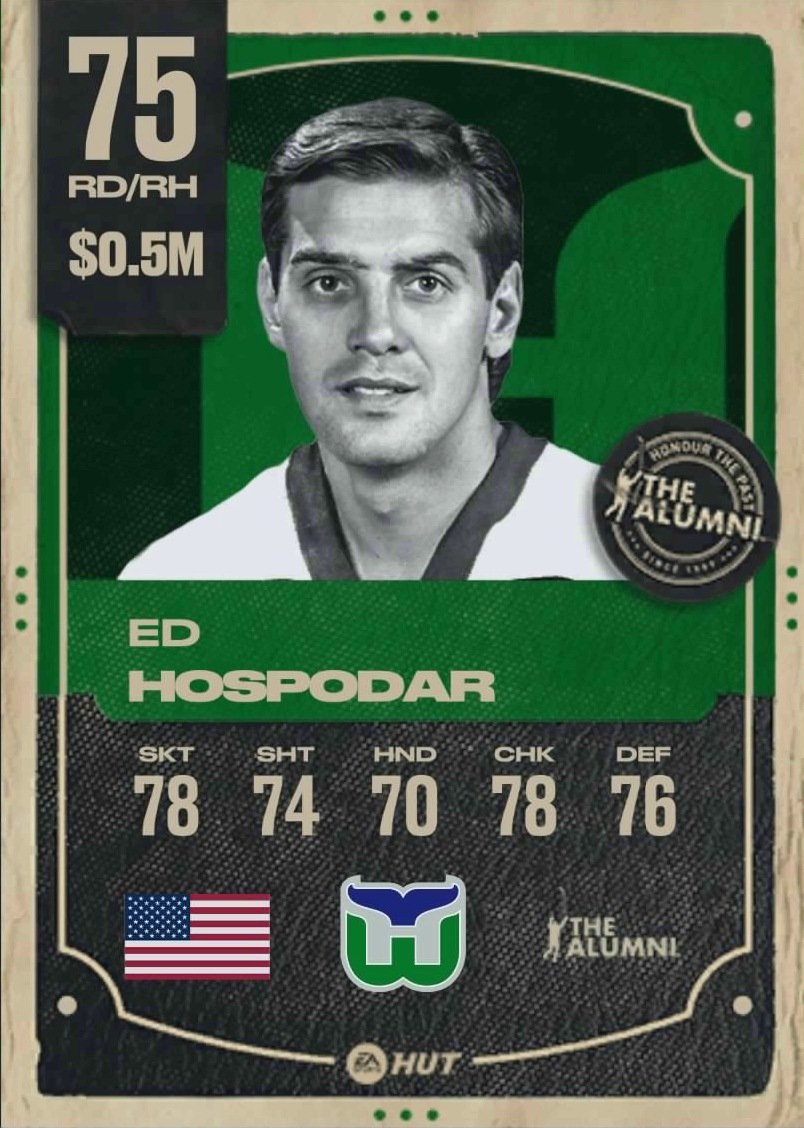 75
RD/RH
$0.5M
HONOUR THE PAST
THE
ALUMNI
ED
HOSPODAR
SKT SHT HND CHK DEF
78 74 70 78 76
THE
ALUMNI
EA HUT